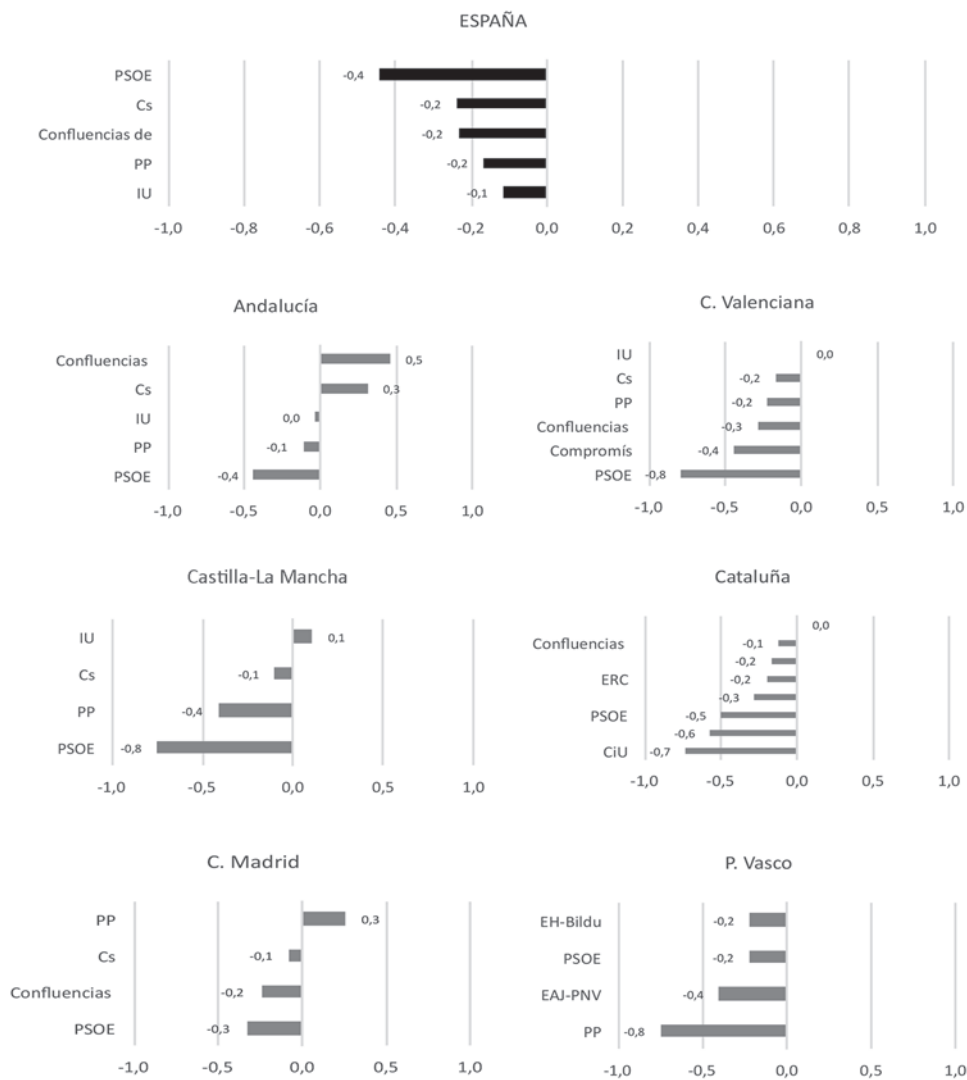 ESPAÑA
PSOE -0,4
Cs -0,2
Confluencias de -0,2
PP -0,2
IU -0,1
-1,0 -0,8 -0,6 -0,4 -0,2 0,0 0,2 0,4 0,6 0,8 1,0
Andalucía
Confluencias 0,5
Cs 0,3
IU 0,0
PP -0,1
PSOE -0,4
-1,0 -0,5 0,0 0,5 1,0
C. Valenciana
IU 0,0
Cs -0,2
PP -0,2
Confluencias -0,3
Compromís -0,4
PSOE -0,8
-1,0 -0,5 0,0 0,5 1,0
Castilla-La Mancha
IU 0,1
Cs -0,1
PP -0,4
PSOE -0,8
-1,0 -0,5 0,0 0,5 1,0
Cataluña
0,0
Confluencias -0,1
-0,2
ERC -0,2
-0,3
PSOE -0,5
-0,6
CiU -0,7
-1,0 -0,5 0,0 0,5 1,0
C. Madrid
PP 0,3
Cs -0,1
Confluencias -0,2
PSOE -0,3
-1,0 -0,5 0,0 0,5 1,0
P. Vasco
EH-Bildu -0,2
PSOE -0,2
EAJ-PNV -0,4
PP -0,8
-1,0 -0,5 0,0 0,5 1,0